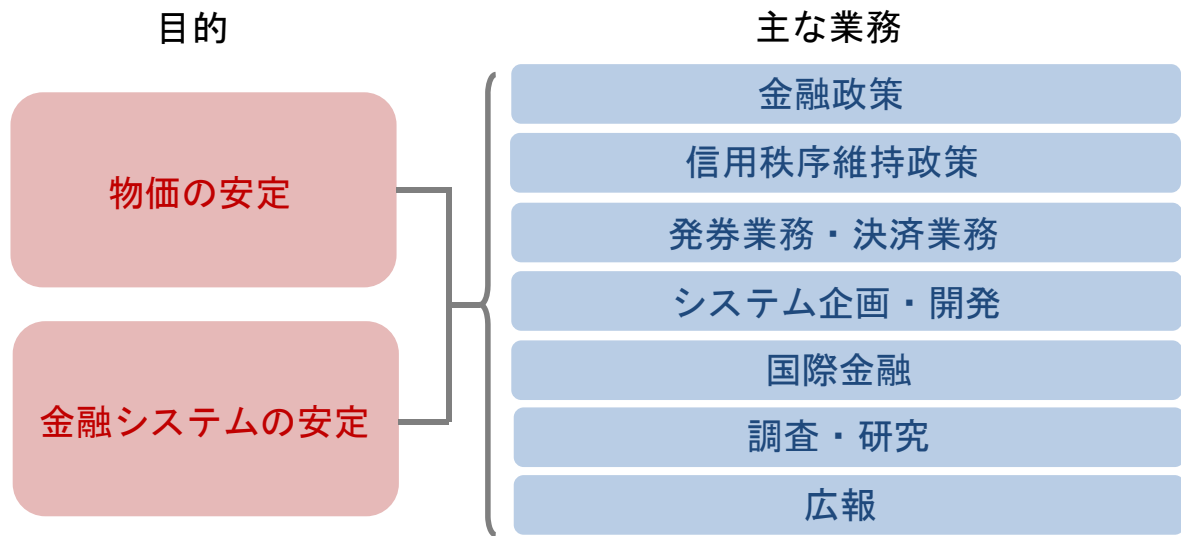 目的
物価の安定
金融システムの安定
主な業務
金融政策
信用秩序維持政策
発券業務・決済業務
システム企画・開発
国際金融
調査・研究
広報